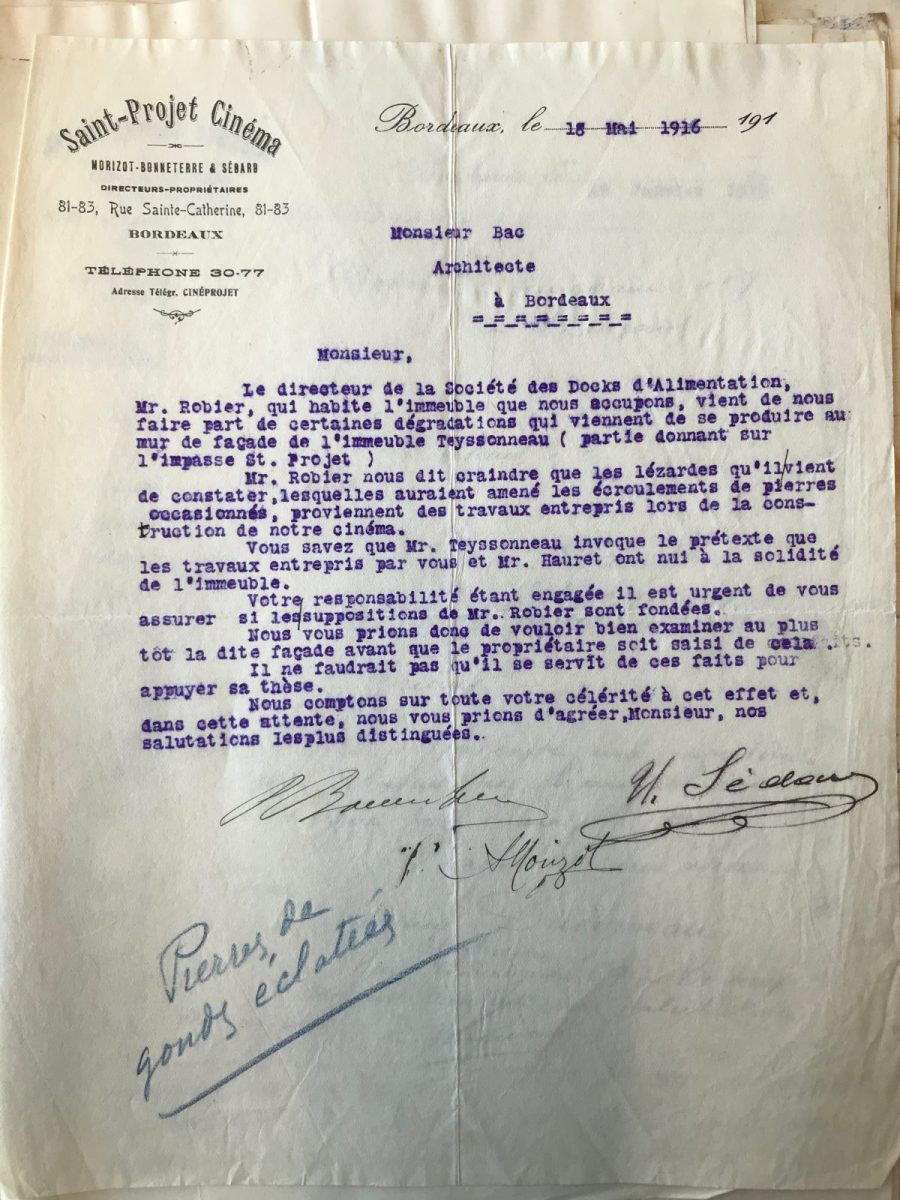 Saint-Projet Cinéma
MORIZOT-BONNETERRE & SÉDARD
DIRECTEURS-PROPRIÉTAIRES
81-83, Rue Sainte-Catherine, 81-83
BORDEAUX
TÉLÉPHONE 30-77
Adresse Télégr. CINÉPROJET
Bordeaux, le 18 Mai 1916 191
Monsieur Bac
Architecte
à Bordeaux
=_=_=_=_=_=_=_=
Monsieur,
Le directeur de la Société des Docks d'Alimentation,
Mr. Robier, qui habite l'immeuble que nous accupons, vient de nous
faire part de certaines dégradations qui viennent de se produire au
mur de façade de l'immeuble Teyssonneau ( partie donnant sur
l'impasse St. Projet )
Mr. Robier nous dit craindre que les lézardes qu'il/vient
de constater,lesquelles auraient amené les écroulements de pierres
occasionnés, proviennent des travaux entrepris lors de la cons-
truction de notre cinéma.
Vous savez que Mr. Teyssonneau invoque le prétexte que
les travaux entrepris par vous et Mr. Hauret ont nui à la solidité
de l'immeuble.
Votre responsabilité étant engagée il est urgent de vous
assurer si les/suppositions de Mr. Robier sont fondées.
Nous vous prions donc de vouloir bien examiner au plus
tôt la dite façade avant que le propriétaire soit saisi de cela .
Il ne faudrait pas qu'il se servît de ces faits pour
appuyer sa thèse.
Nous comptons sur toute votre célérité à cet effet et,
dans cette attente, nous vous prions d'agréer,Monsieur, nos
salutations lesplus distinguées.
Pierres, de
gonds éclatées